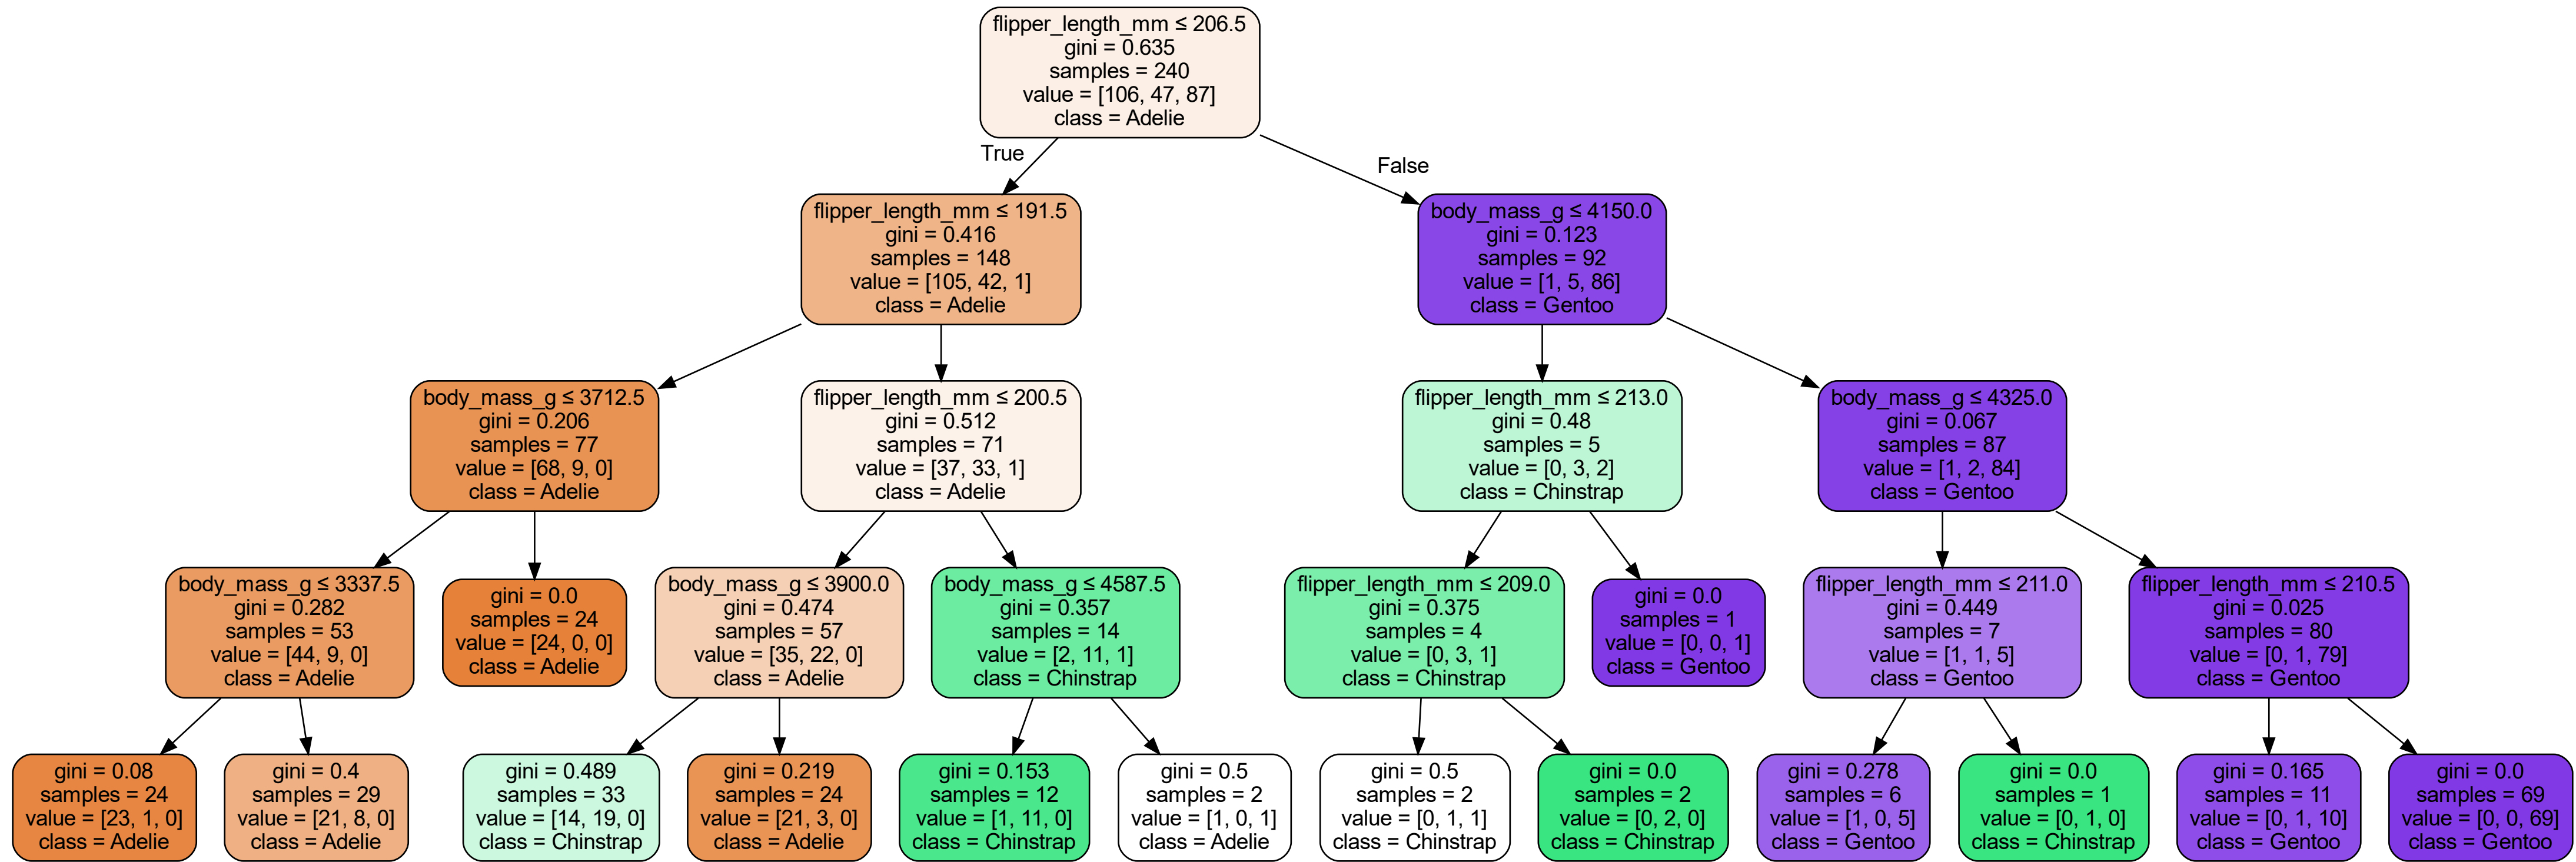 flipper_length_mm ≤ 206.5
gini = 0.635
samples = 240
value = [106, 47, 87]
class = Adelie
True
False
flipper_length_mm ≤ 191.5
gini = 0.416
samples = 148
value = [105, 42, 1]
class = Adelie
body_mass_g ≤ 4150.0
gini = 0.123
samples = 92
value = [1, 5, 86]
class = Gentoo
body_mass_g ≤ 3712.5
gini = 0.206
samples = 77
value = [68, 9, 0]
class = Adelie
flipper_length_mm ≤ 200.5
gini = 0.512
samples = 71
value = [37, 33, 1]
class = Adelie
flipper_length_mm ≤ 213.0
gini = 0.48
samples = 5
value = [0, 3, 2]
class = Chinstrap
body_mass_g ≤ 4325.0
gini = 0.067
samples = 87
value = [1, 2, 84]
class = Gentoo
body_mass_g ≤ 3337.5
gini = 0.282
samples = 53
value = [44, 9, 0]
class = Adelie
gini = 0.0
samples = 24
value = [24, 0, 0]
class = Adelie
body_mass_g ≤ 3900.0
gini = 0.474
samples = 57
value = [35, 22, 0]
class = Adelie
body_mass_g ≤ 4587.5
gini = 0.357
samples = 14
value = [2, 11, 1]
class = Chinstrap
flipper_length_mm ≤ 209.0
gini = 0.375
samples = 4
value = [0, 3, 1]
class = Chinstrap
gini = 0.0
samples = 1
value = [0, 0, 1]
class = Gentoo
flipper_length_mm ≤ 211.0
gini = 0.449
samples = 7
value = [1, 1, 5]
class = Gentoo
flipper_length_mm ≤ 210.5
gini = 0.025
samples = 80
value = [0, 1, 79]
class = Gentoo
gini = 0.08
samples = 24
value = [23, 1, 0]
class = Adelie
gini = 0.4
samples = 29
value = [21, 8, 0]
class = Adelie
gini = 0.489
samples = 33
value = [14, 19, 0]
class = Chinstrap
gini = 0.219
samples = 24
value = [21, 3, 0]
class = Adelie
gini = 0.153
samples = 12
value = [1, 11, 0]
class = Chinstrap
gini = 0.5
samples = 2
value = [1, 0, 1]
class = Adelie
gini = 0.5
samples = 2
value = [0, 1, 1]
class = Chinstrap
gini = 0.0
samples = 2
value = [0, 2, 0]
class = Chinstrap
gini = 0.278
samples = 6
value = [1, 0, 5]
class = Gentoo
gini = 0.0
samples = 1
value = [0, 1, 0]
class = Chinstrap
gini = 0.165
samples = 11
value = [0, 1, 10]
class = Gentoo
gini = 0.0
samples = 69
value = [0, 0, 69]
class = Gentoo